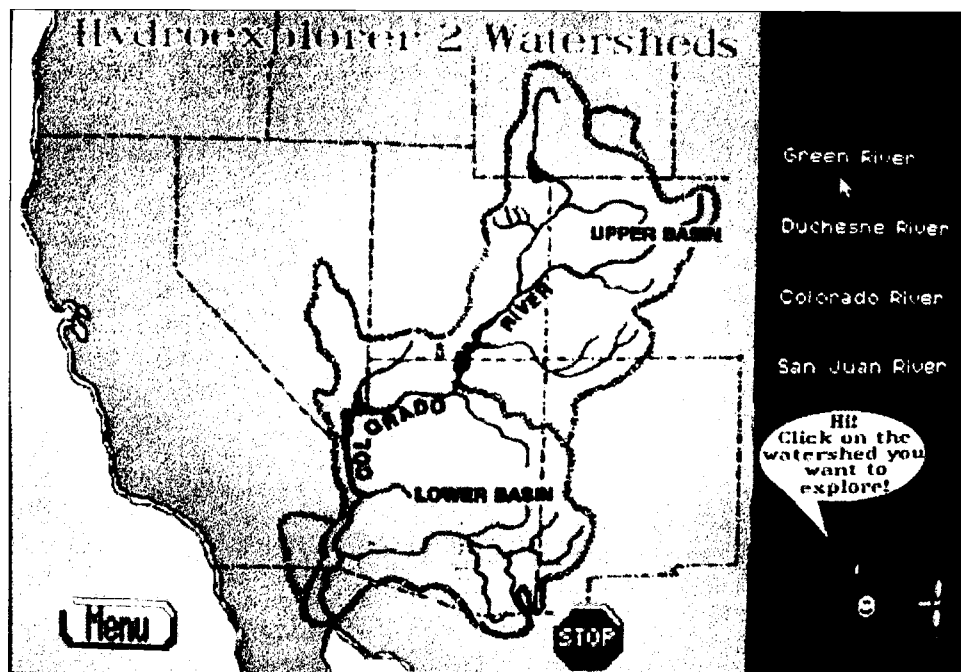 Hydroexplorer 2 Watersheds
Green River
Duchesne River
UPPER BASIN
Colorado River
RIVER
San Juan River
COLORADO
Hi!
Click on the
watershed you
want to
explore!
LOWER BASIN
Menu
STOP